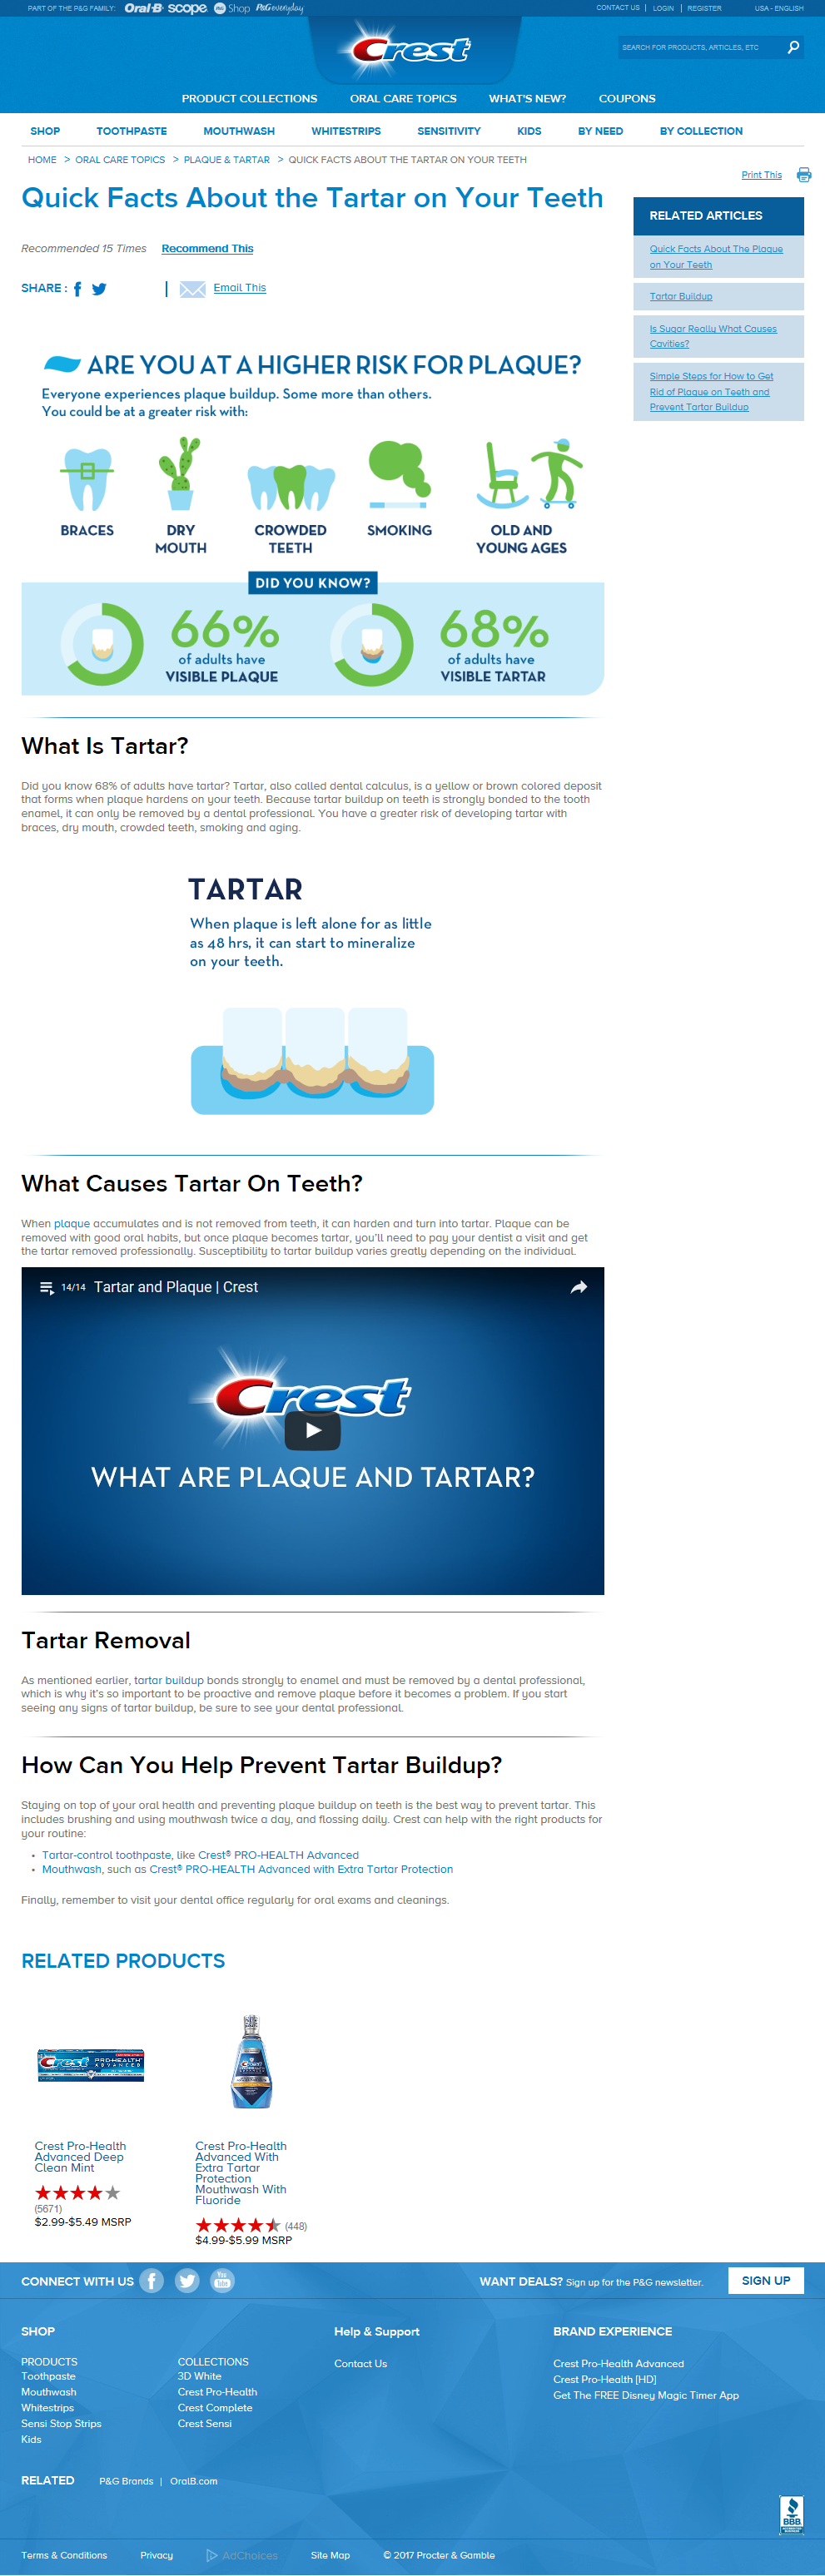 PART OF THE P&G FAMILY: Oral-B scope P&G Shop P&G everyday CONTACT US | LOGIN | REGISTER USA - ENGLISH
Crest
SEARCH FOR PRODUCTS, ARTICLES, ETC
PRODUCT COLLECTIONS ORAL CARE TOPICS WHAT'S NEW? COUPONS
SHOP TOOTHPASTE MOUTHWASH WHITESTRIPS SENSITIVITY KIDS BY NEED BY COLLECTION
HOME > ORAL CARE TOPICS > PLAQUE & TARTAR > QUICK FACTS ABOUT THE TARTAR ON YOUR TEETH
Print This
Quick Facts About the Tartar on Your Teeth
Recommended 15 Times Recommend This
SHARE : | Email This
RELATED ARTICLES
Quick Facts About The Plaque
on Your Teeth
Tartar Buildup
Is Sugar Really What Causes
Cavities?
Simple Steps for How to Get
Rid of Plaque on Teeth and
Prevent Tartar Buildup
ARE YOU AT A HIGHER RISK FOR PLAQUE?
Everyone experiences plaque buildup. Some more than others.
You could be at a greater risk with:
BRACES
DRY
MOUTH
CROWDED
TEETH
SMOKING
OLD AND
YOUNG AGES
DID YOU KNOW?
66%
of adults have
VISIBLE PLAQUE
68%
of adults have
VISIBLE TARTAR
What Is Tartar?
Did you know 68% of adults have tartar? Tartar, also called dental calculus, is a yellow or brown colored deposit
that forms when plaque hardens on your teeth. Because tartar buildup on teeth is strongly bonded to the tooth
enamel, it can only be removed by a dental professional. You have a greater risk of developing tartar with
braces, dry mouth, crowded teeth, smoking and aging.
TARTAR
When plaque is left alone for as little
as 48 hrs, it can start to mineralize
on your teeth.
What Causes Tartar On Teeth?
When plaque accumulates and is not removed from teeth, it can harden and turn into tartar. Plaque can be
removed with good oral habits, but once plaque becomes tartar, you'll need to pay your dentist a visit and get
the tartar removed professionally. Susceptibility to tartar buildup varies greatly depending on the individual.
14/14 Tartar and Plaque | Crest
Crest
WHAT ARE PLAQUE AND TARTAR?
Tartar Removal
As mentioned earlier, tartar buildup bonds strongly to enamel and must be removed by a dental professional,
which is why it's so important to be proactive and remove plaque before it becomes a problem. If you start
seeing any signs of tartar buildup, be sure to see your dental professional.
How Can You Help Prevent Tartar Buildup?
Staying on top of your oral health and preventing plaque buildup on teeth is the best way to prevent tartar. This
includes brushing and using mouthwash twice a day, and flossing daily. Crest can help with the right products for
your routine:
• Tartar-control toothpaste, like Crest® PRO-HEALTH Advanced
• Mouthwash, such as Crest® PRO-HEALTH Advanced with Extra Tartar Protection
Finally, remember to visit your dental office regularly for oral exams and cleanings.
RELATED PRODUCTS
Crest PRO-HEALTH
ADVANCED
Crest
Crest Pro-Health
Advanced Deep
Clean Mint
(5671)
$2.99-$5.49 MSRP
Crest Pro-Health
Advanced With
Extra Tartar
Protection
Mouthwash With
Fluoride
(448)
$4.99-$5.99 MSRP
CONNECT WITH US You Tube WANT DEALS? Sign up for the P&G newsletter. SIGN UP
SHOP
PRODUCTS
Toothpaste
Mouthwash
Whitestrips
Sensi Stop Strips
Kids
COLLECTIONS
3D White
Crest Pro-Health
Crest Complete
Crest Sensi
Help & Support
Contact Us
BRAND EXPERIENCE
Crest Pro-Health Advanced
Crest Pro-Health [HD]
Get The FREE Disney Magic Timer App
RELATED P&G Brands | OralB.com
BBB
Terms & Conditions Privacy AdChoices Site Map © 2017 Procter & Gamble